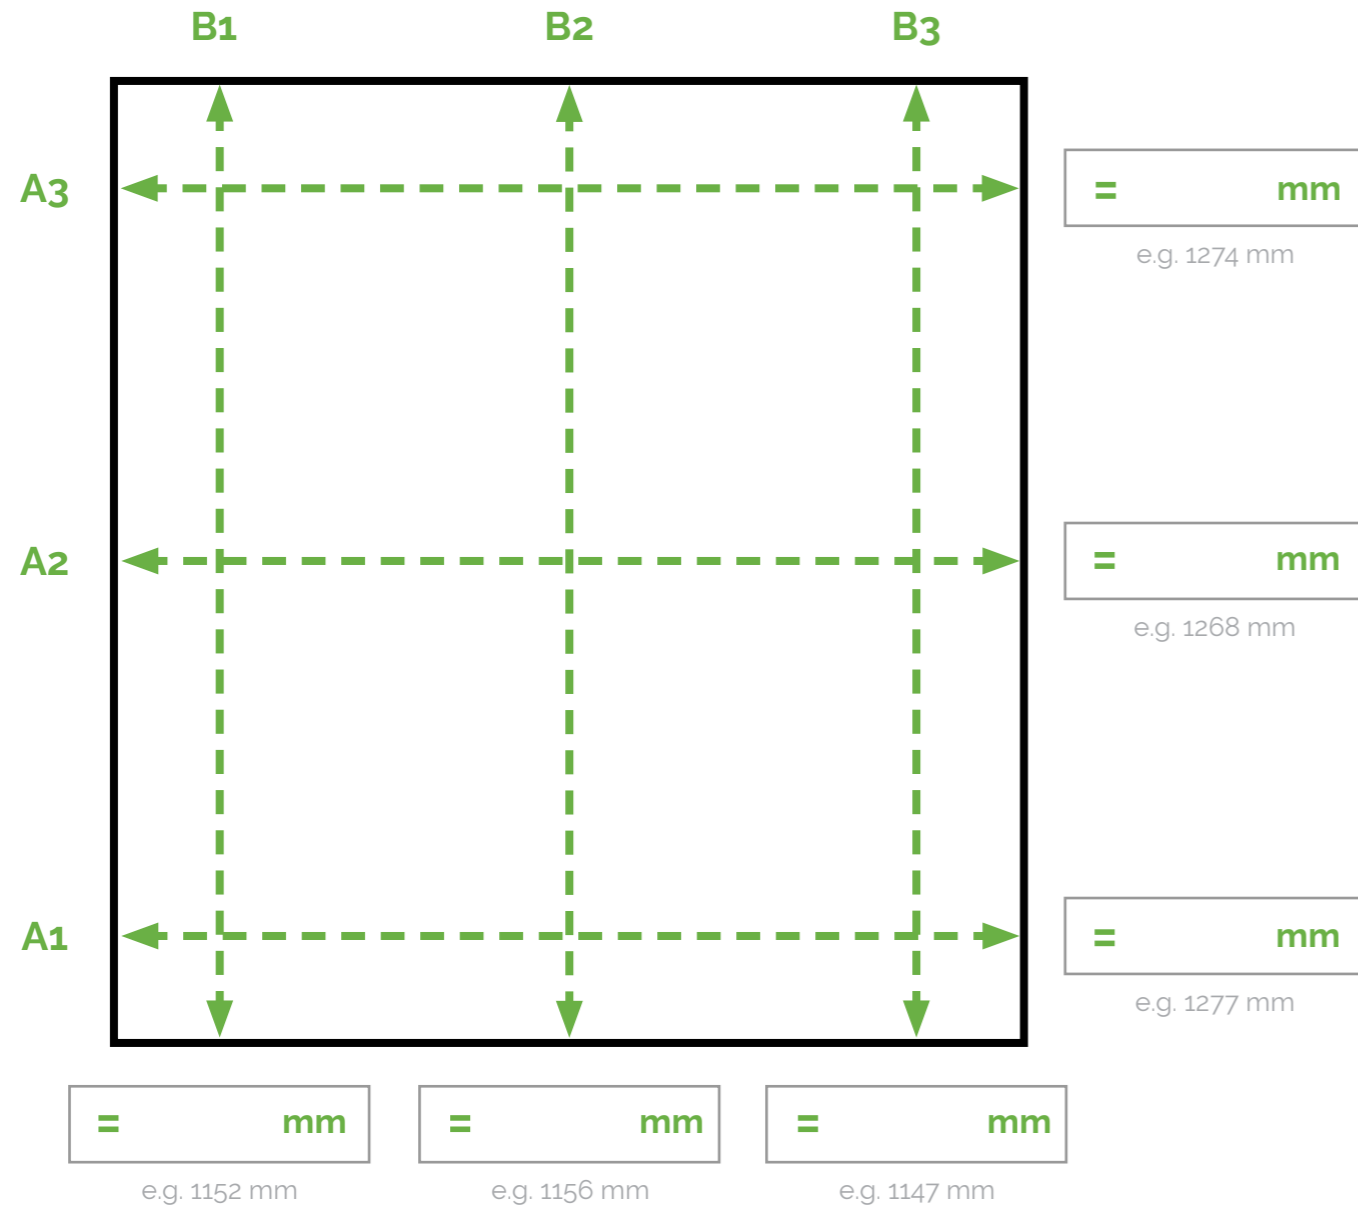 B1 B2 B3
A3
= mm
e.g. 1274 mm
A2
= mm
e.g. 1268 mm
A1
= mm
e.g. 1277 mm
= mm = mm = mm
e.g. 1152 mm e.g. 1156 mm e.g. 1147 mm